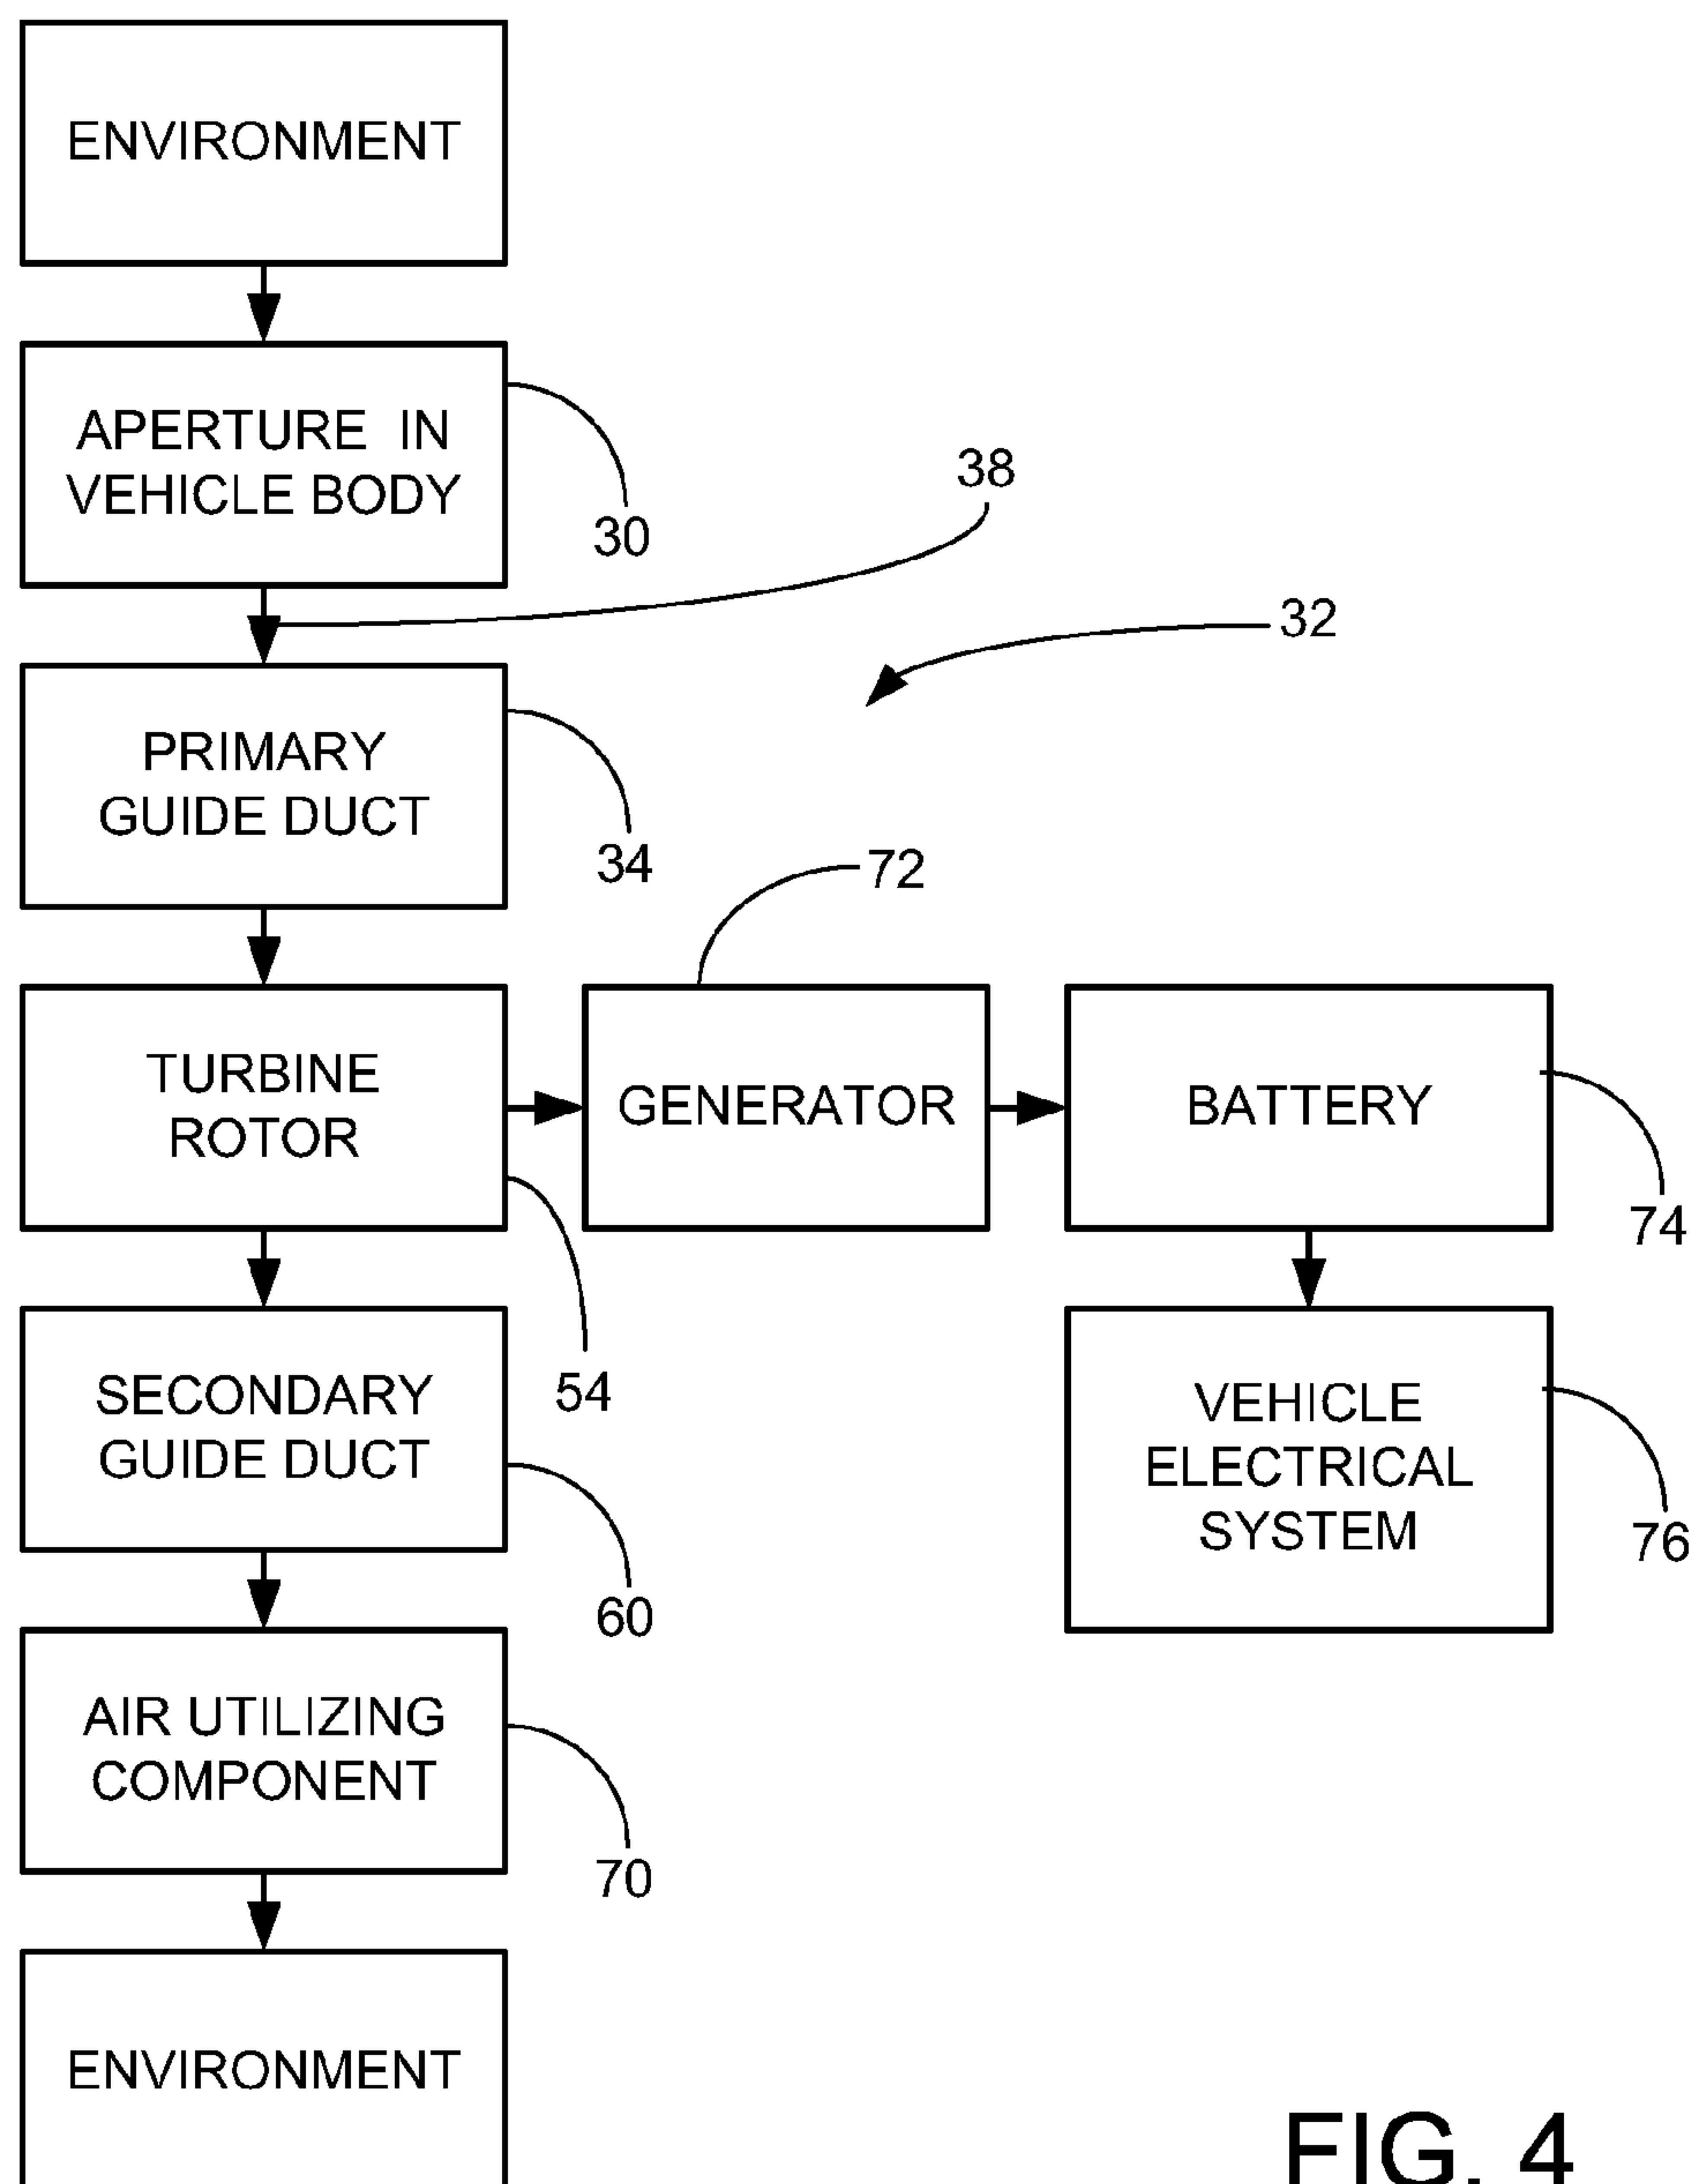 ENVIRONMENT
APERTURE IN
VEHICLE BODY
30
38
32
PRIMARY
GUIDE DUCT
34
72
TURBINE
ROTOR
GENERATOR
BATTERY
74
54
SECONDARY
GUIDE DUCT
60
VEHICLE
ELECTRICAL
SYSTEM
76
AIR UTILIZING
COMPONENT
70
ENVIRONMENT
FIG. 4